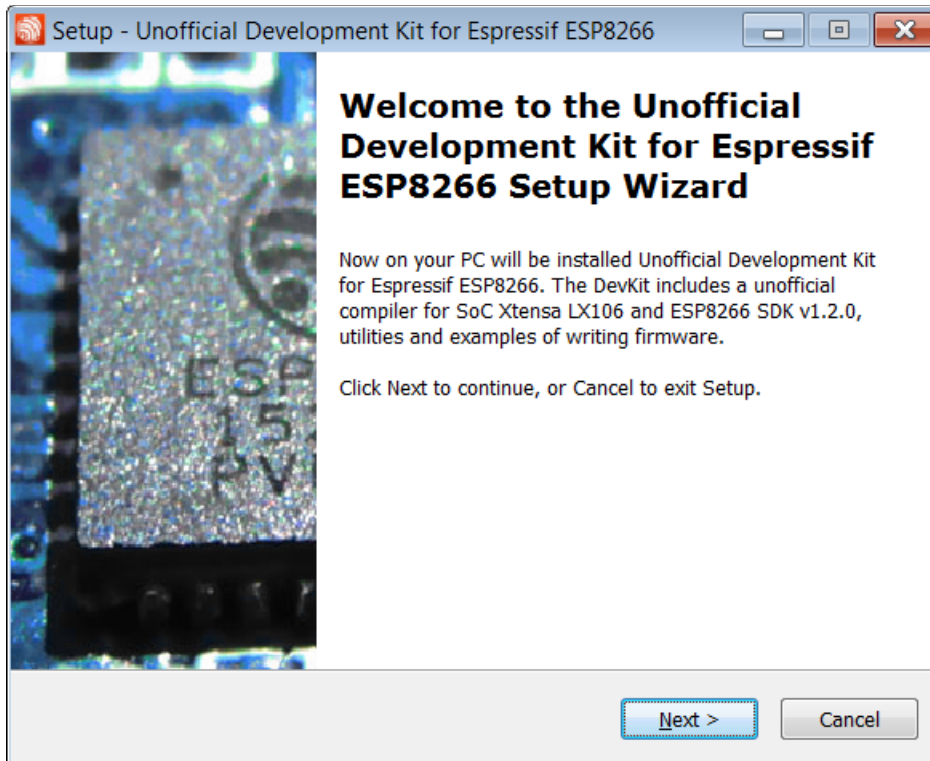 Setup - Unofficial Development Kit for Espressif ESP8266
Welcome to the Unofficial
Development Kit for Espressif
ESP8266 Setup Wizard
Now on your PC will be installed Unofficial Development Kit
for Espressif ESP8266. The DevKit includes a unofficial
compiler for SoC Xtensa LX106 and ESP8266 SDK v1.2.0,
utilities and examples of writing firmware.
Click Next to continue, or Cancel to exit Setup.
ESP
15
PV
Next >
Cancel